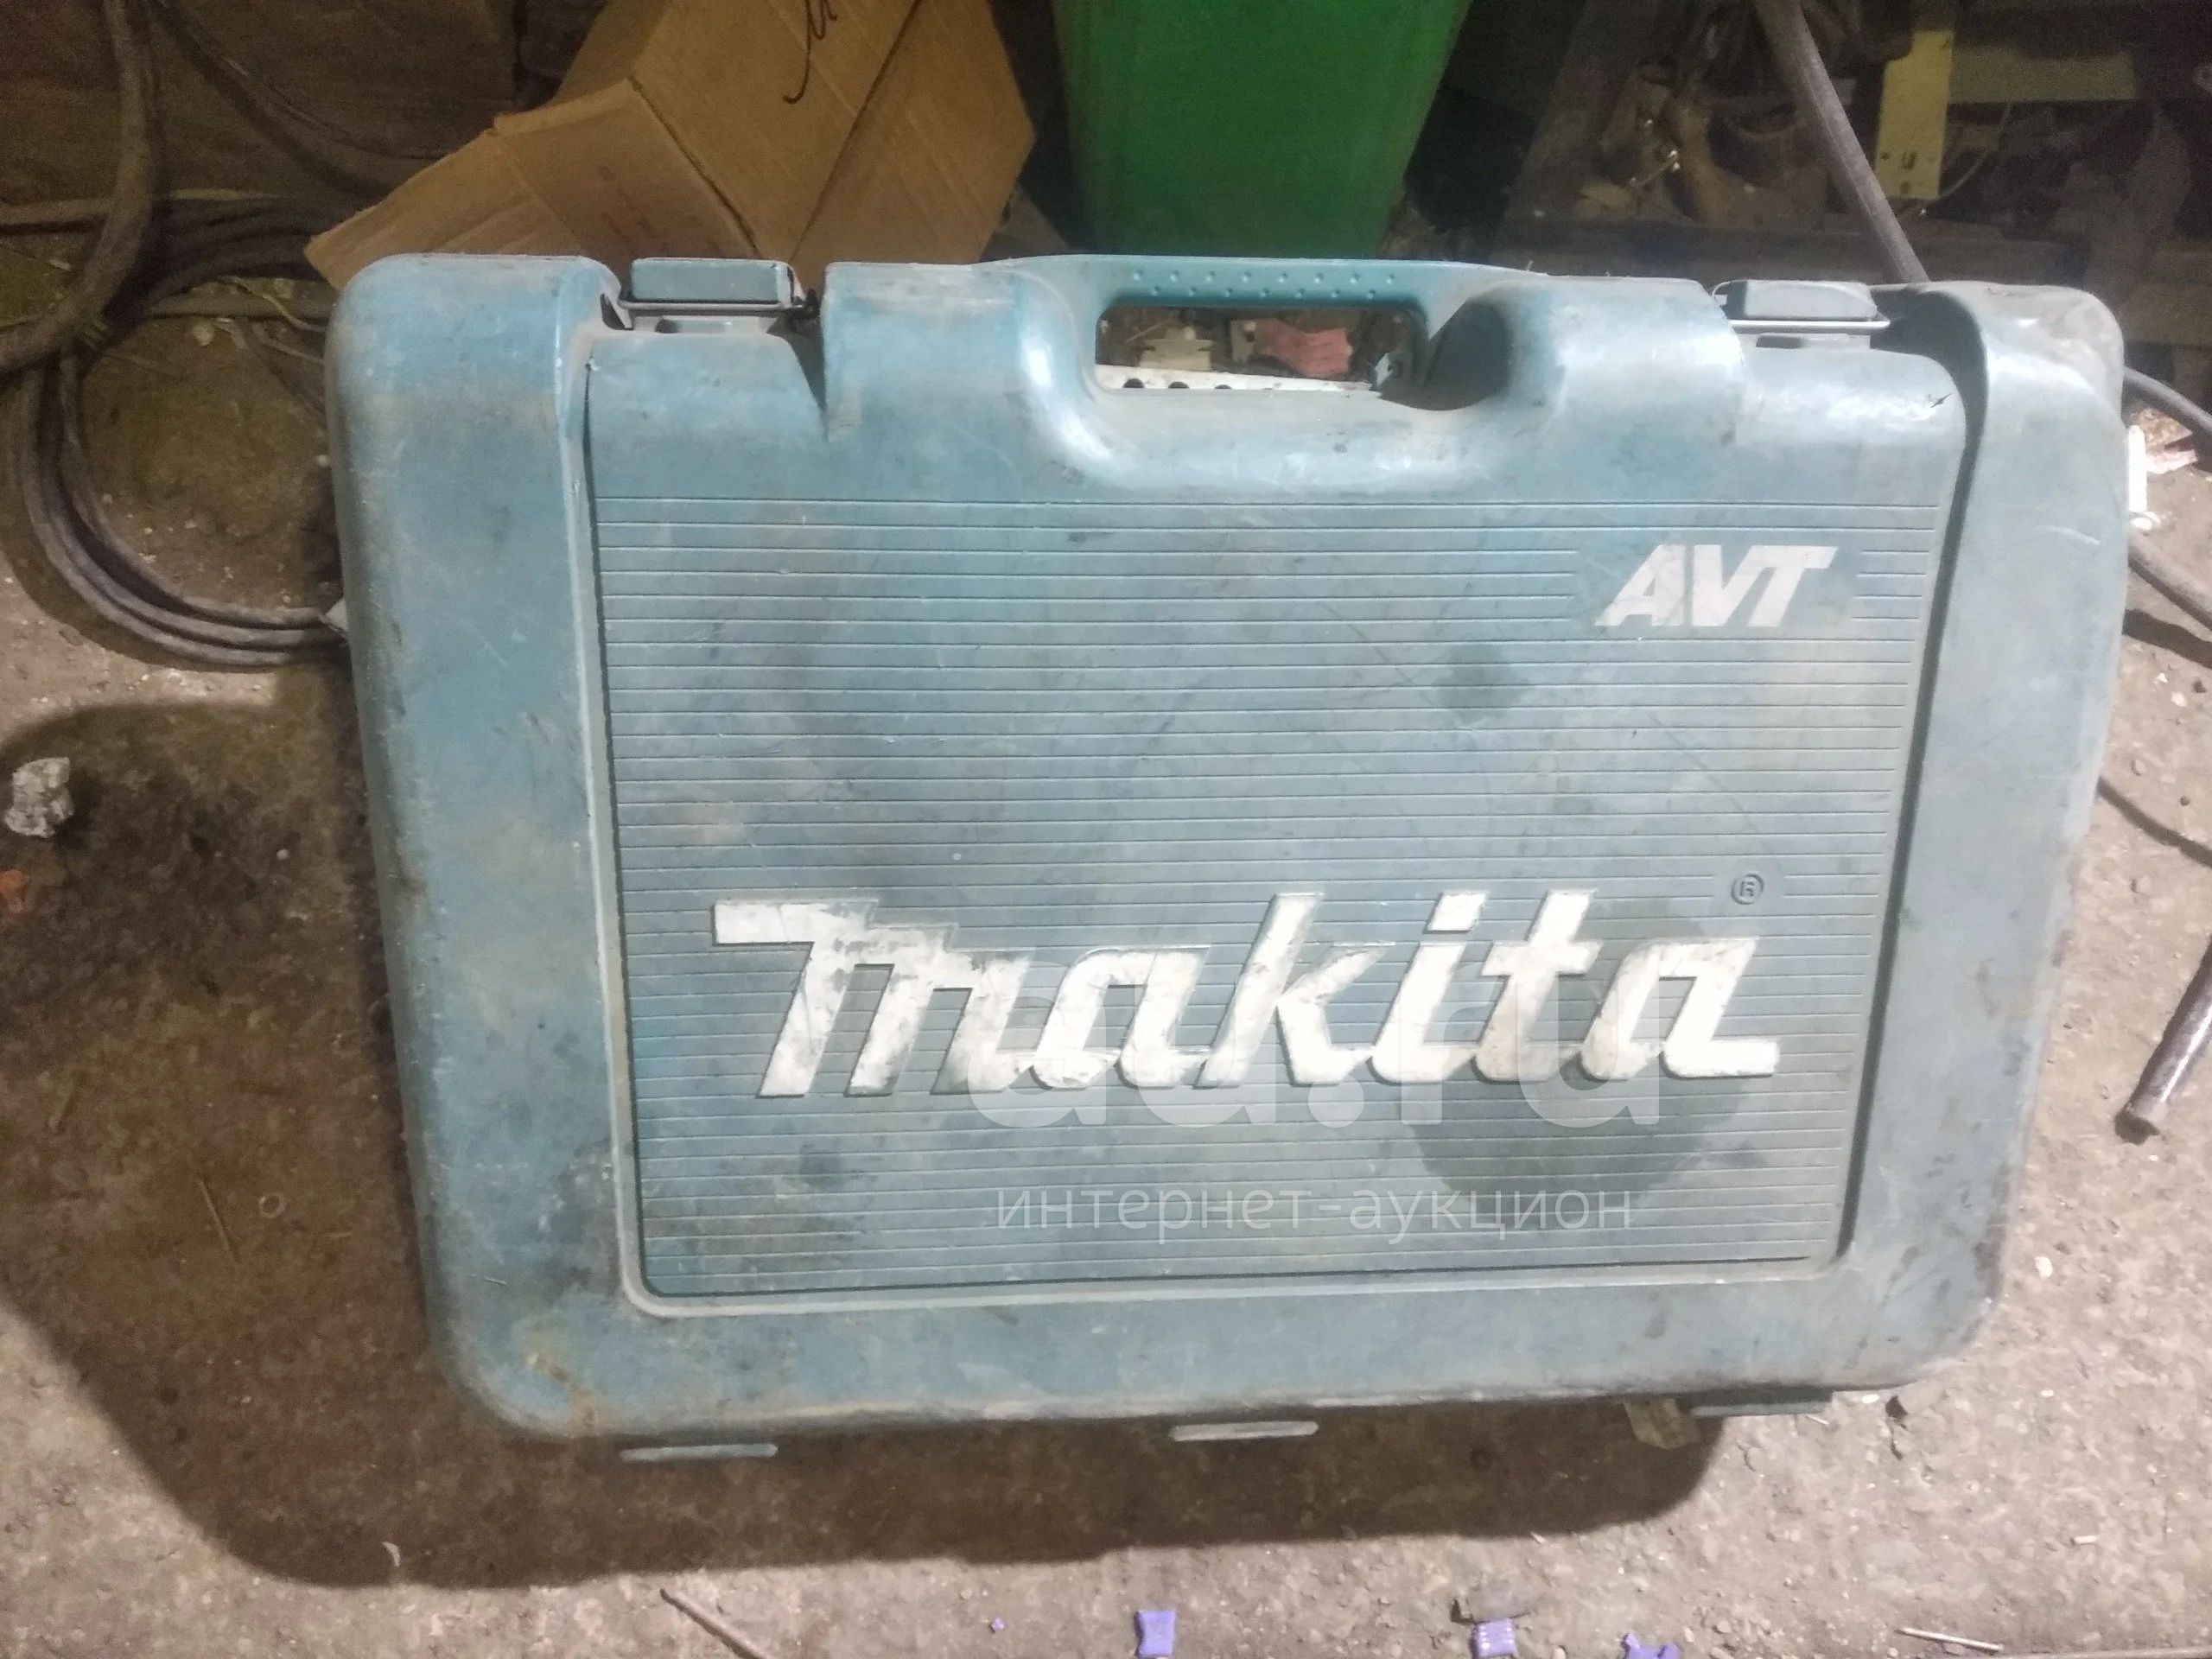 AVT
®
makita
au.ru
интернет-аукцион